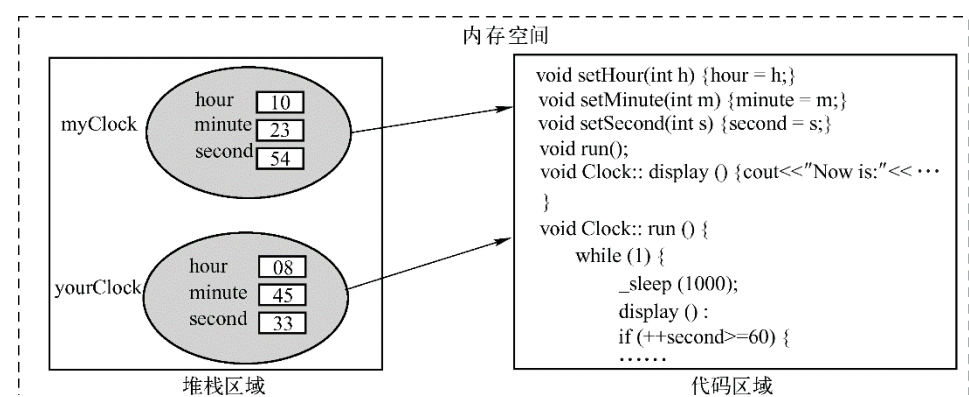 内存空间
myClock
hour 10
minute 23
second 54
yourClock
hour 08
minute 45
second 33
堆栈区域
void setHour(int h) {hour = h;}
void setMinute(int m) {minute = m;}
void setSecond(int s) {second = s;}
void run();
void Clock:: display () {cout<<″Now is:″<< ···
}
void Clock:: run () {
while (1) {
_sleep (1000);
display () :
if (++second>=60) {
······
代码区域